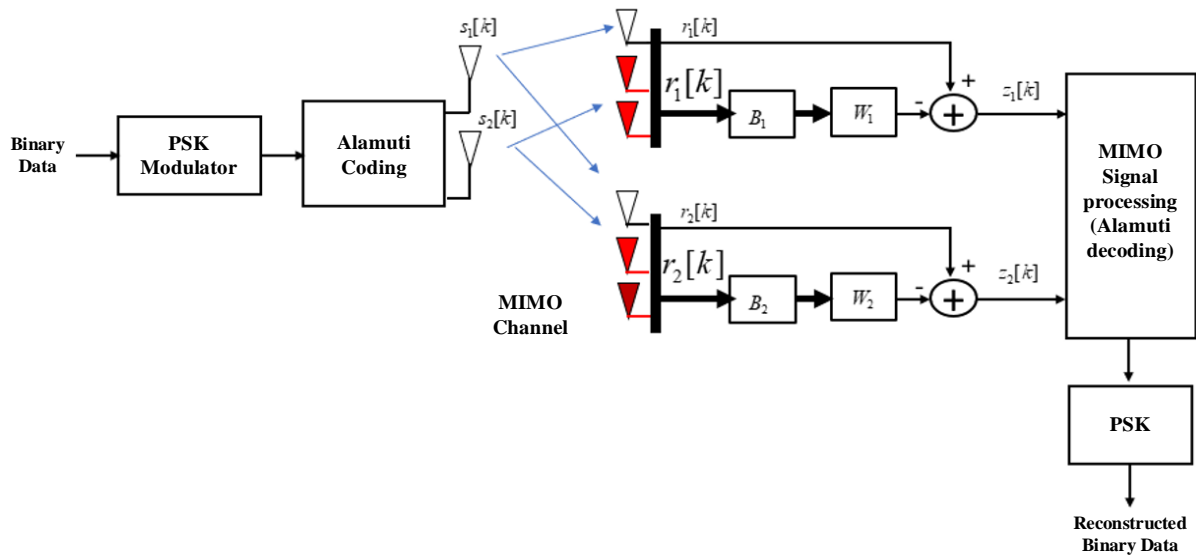 s₁[k]
s₂[k]
Binary
Data
PSK
Modulator
Alamuti
Coding
MIMO
Channel
r₁[k]
r₁[k]
B₁
W₁
-
+
+
z₁[k]
r₂[k]
r₂[k]
B₂
W₂
-
+
+
z₂[k]
MIMO
Signal
processing
(Alamuti
decoding)
PSK
Reconstructed
Binary Data